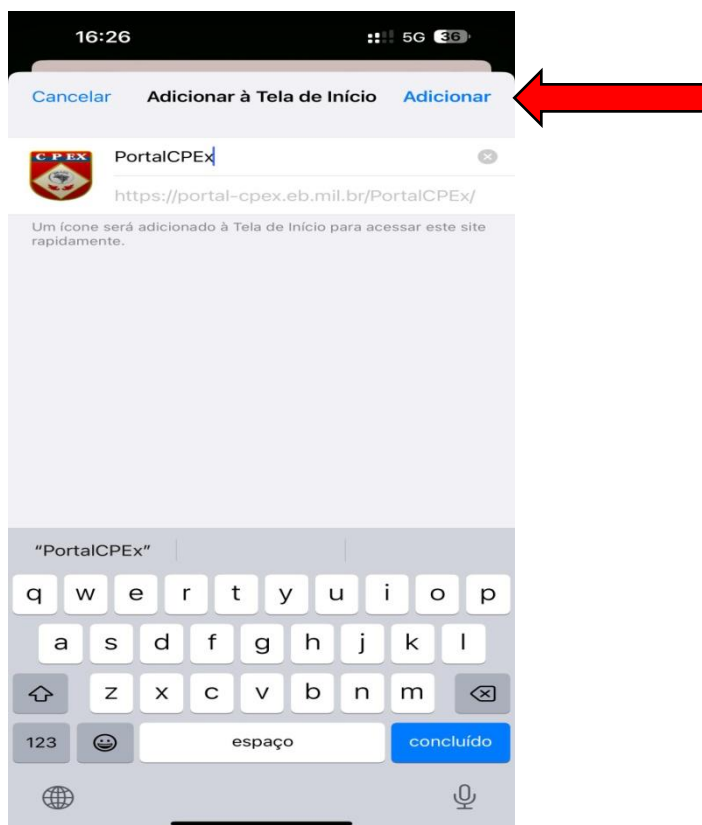 16:26 5G 36
Cancelar Adicionar à Tela de Início Adicionar
CPEX PortalCPEx
https://portal-cpex.eb.mil.br/PortalCPEx/
Um ícone será adicionado à Tela de Início para acessar este site
rapidamente.
“PortalCPEx”
q w e r t y u i o p
a s d f g h j k l
z x c v b n m
123 espaço concluído